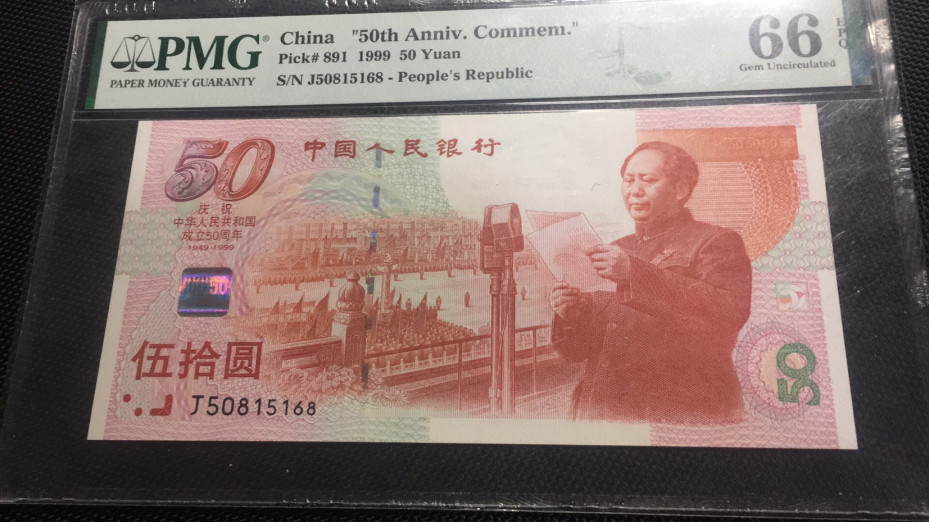 PMG®
PAPER MONEY GUARANTY
China "50th Anniv. Commem."
Pick# 891 1999 50 Yuan
S/N J50815168 - People's Republic
66 EPQ
Gem Uncirculated
50
中国人民银行
庆祝
中华人民共和国
成立50周年
1949-1999
伍拾圆
J50815168
50